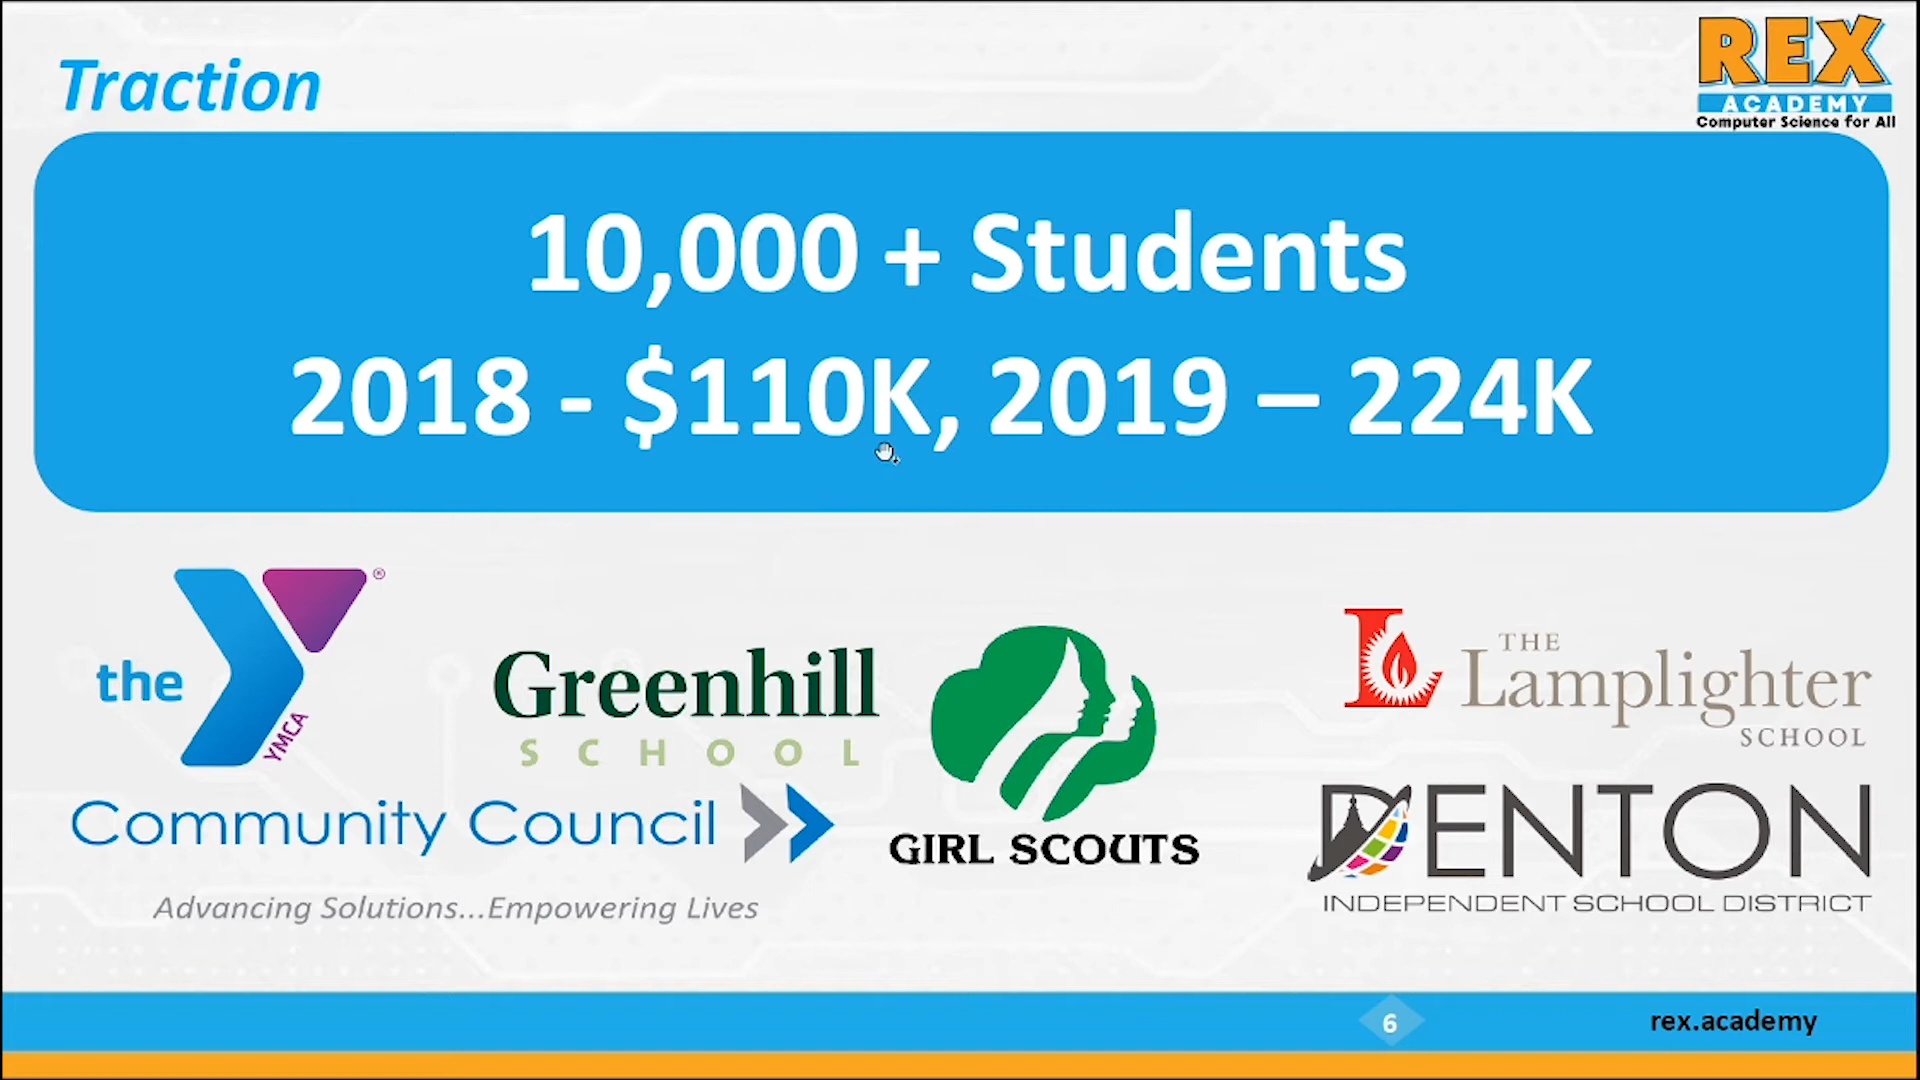 Traction
REX
ACADEMY
Computer Science for All
10,000 + Students
2018 - $110K, 2019 – 224K
the
YMCA
®
Greenhill
SCHOOL
GIRL SCOUTS
THE
Lamplighter
SCHOOL
Community Council
Advancing Solutions...Empowering Lives
DENTON
INDEPENDENT SCHOOL DISTRICT
6
rex.academy